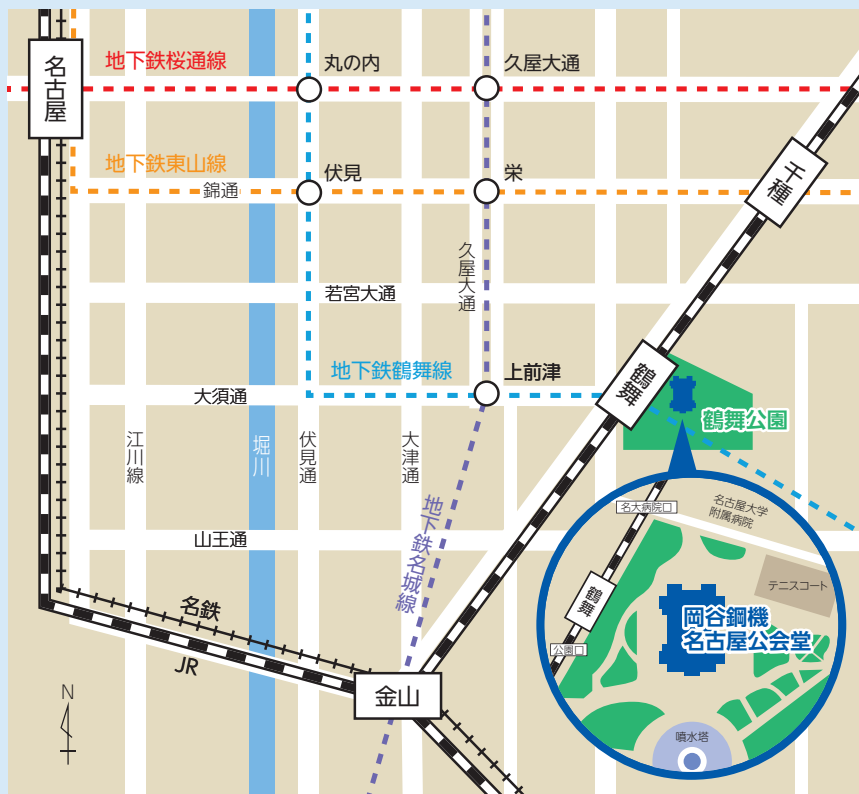 名古屋
地下鉄桜通線
丸の内
久屋大通
地下鉄東山線
錦通
伏見
栄
千種
久屋大通
若宮大通
地下鉄鶴舞線
上前津
鶴舞
鶴舞公園
大須通
江川線
堀川
伏見通
大津通
地下鉄名城線
山王通
名鉄
JR
金山
N
名大病院口
名古屋大学
附属病院
テニスコート
鶴舞
公園口
岡谷鋼機
名古屋公会堂
噴水塔